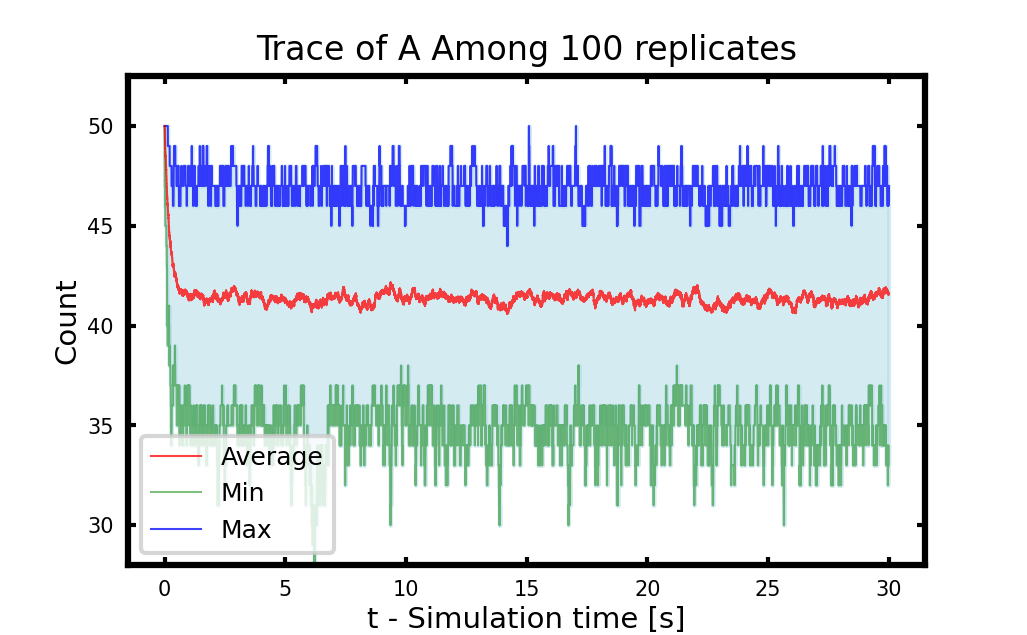 Trace of A Among 100 replicates
50
45
40
35
30
Count
Average
Min
Max
0 5 10 15 20 25 30
t - Simulation time [s]